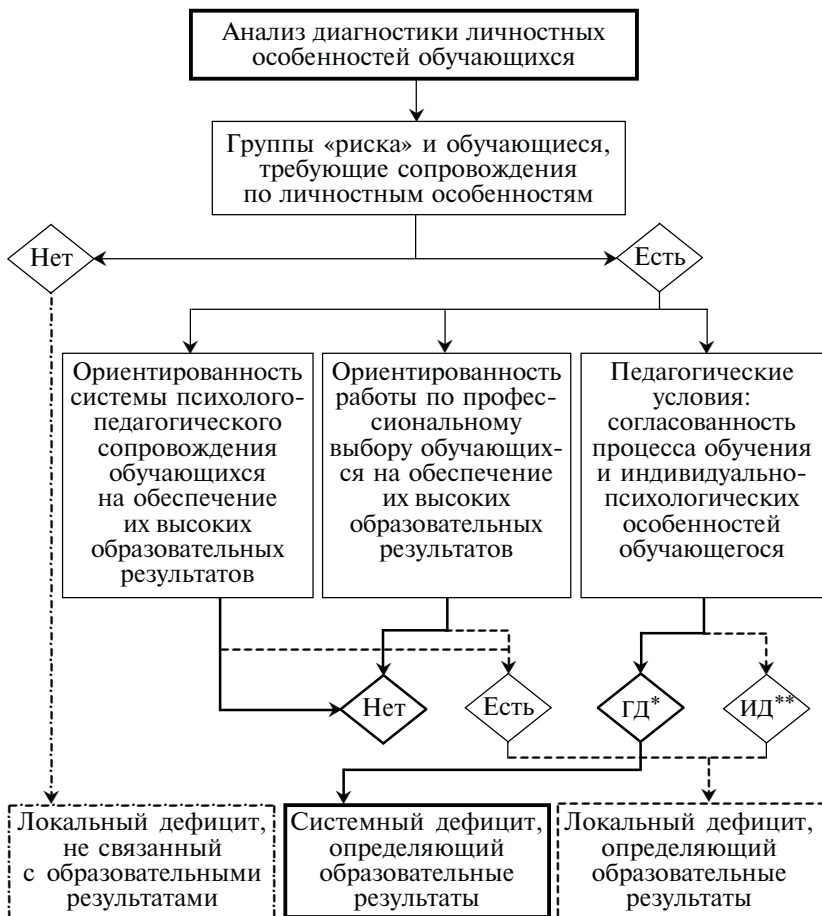 Анализ диагностики личностных
особенностей обучающихся
Группы «риска» и обучающиеся,
требующие сопровождения
по личностным особенностям
Нет
Есть
Ориентированность
системы психолого-
педагогического
сопровождения
обучающихся
на обеспечение
их высоких
образовательных
результатов
Ориентированность
работы по профес-
сиональному
выбору обучающих-
ся на обеспечение
их высоких
образовательных
результатов
Педагогические
условия:
согласованность
процесса обучения
и индивидуально-
психологических
особенностей
обучающегося
Нет
Есть
ГД*
ИД**
Локальный дефицит,
не связанный
с образовательными
результатами
Системный дефицит,
определяющий
образовательные
результаты
Локальный дефицит,
определяющий
образовательные
результаты